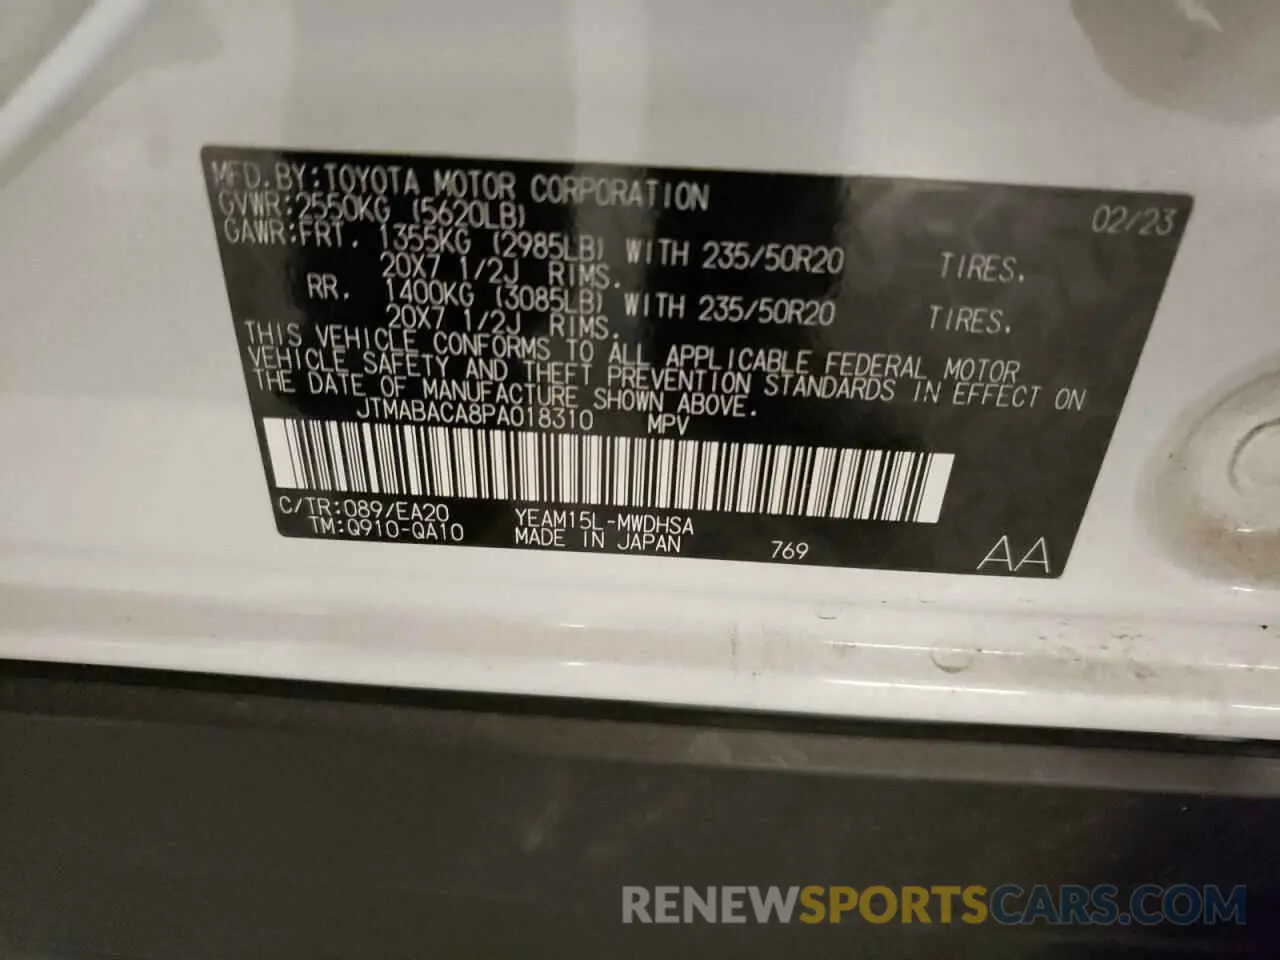 MFD.BY:TOYOTA MOTOR CORPORATION 02/23
GVWR:2550KG (5620LB)
GAWR:FRT. 1355KG (2985LB) WITH 235/50R20 TIRES.
20X7 1/2J RIMS.
RR. 1400KG (3085LB) WITH 235/50R20 TIRES.
20X7 1/2J RIMS.
THIS VEHICLE CONFORMS TO ALL APPLICABLE FEDERAL MOTOR
VEHICLE SAFETY AND THEFT PREVENTION STANDARDS IN EFFECT ON
THE DATE OF MANUFACTURE SHOWN ABOVE.
JTMABACA8PA018310 MPV
C/TR:089/EA20 YEAM15L-MWDHSA
TM:Q910-QA10 MADE IN JAPAN 769
AA
RENEWSPORTSCARS.COM